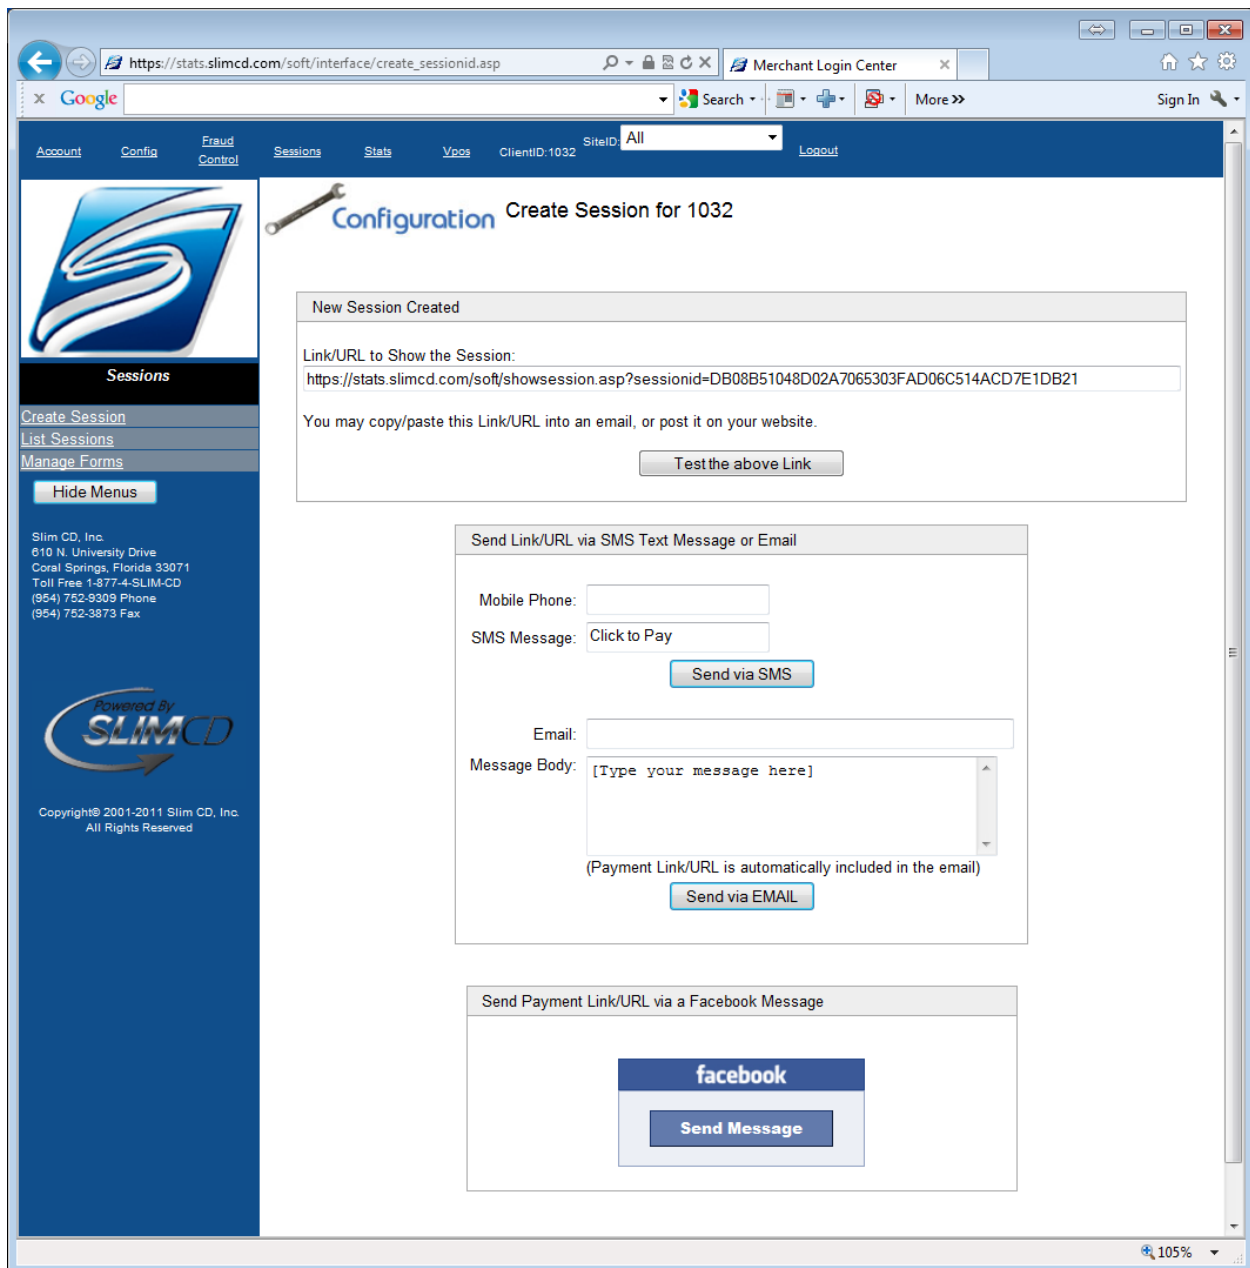 https://stats.slimcd.com/soft/interface/create_sessionid.asp
Merchant Login Center
x Google Search More >> Sign In
Account Config Fraud Control Sessions Stats Vpos ClientID:1032 SiteID: All Logout
Configuration Create Session for 1032
New Session Created
Link/URL to Show the Session:
https://stats.slimcd.com/soft/showsession.asp?sessionid=DB08B51048D02A7065303FAD06C514ACD7E1DB21
You may copy/paste this Link/URL into an email, or post it on your website.
Test the above Link
Sessions
Create Session
List Sessions
Manage Forms
Hide Menus
Slim CD, Inc.
610 N. University Drive
Coral Springs, Florida 33071
Toll Free 1-877-4-SLIM-CD
(954) 752-9309 Phone
(954) 752-3873 Fax
Powered By
SLIMCD
Copyright© 2001-2011 Slim CD, Inc.
All Rights Reserved
Send Link/URL via SMS Text Message or Email
Mobile Phone:
SMS Message: Click to Pay
Send via SMS
Email:
Message Body: [Type your message here]
(Payment Link/URL is automatically included in the email)
Send via EMAIL
Send Payment Link/URL via a Facebook Message
facebook
Send Message
105%